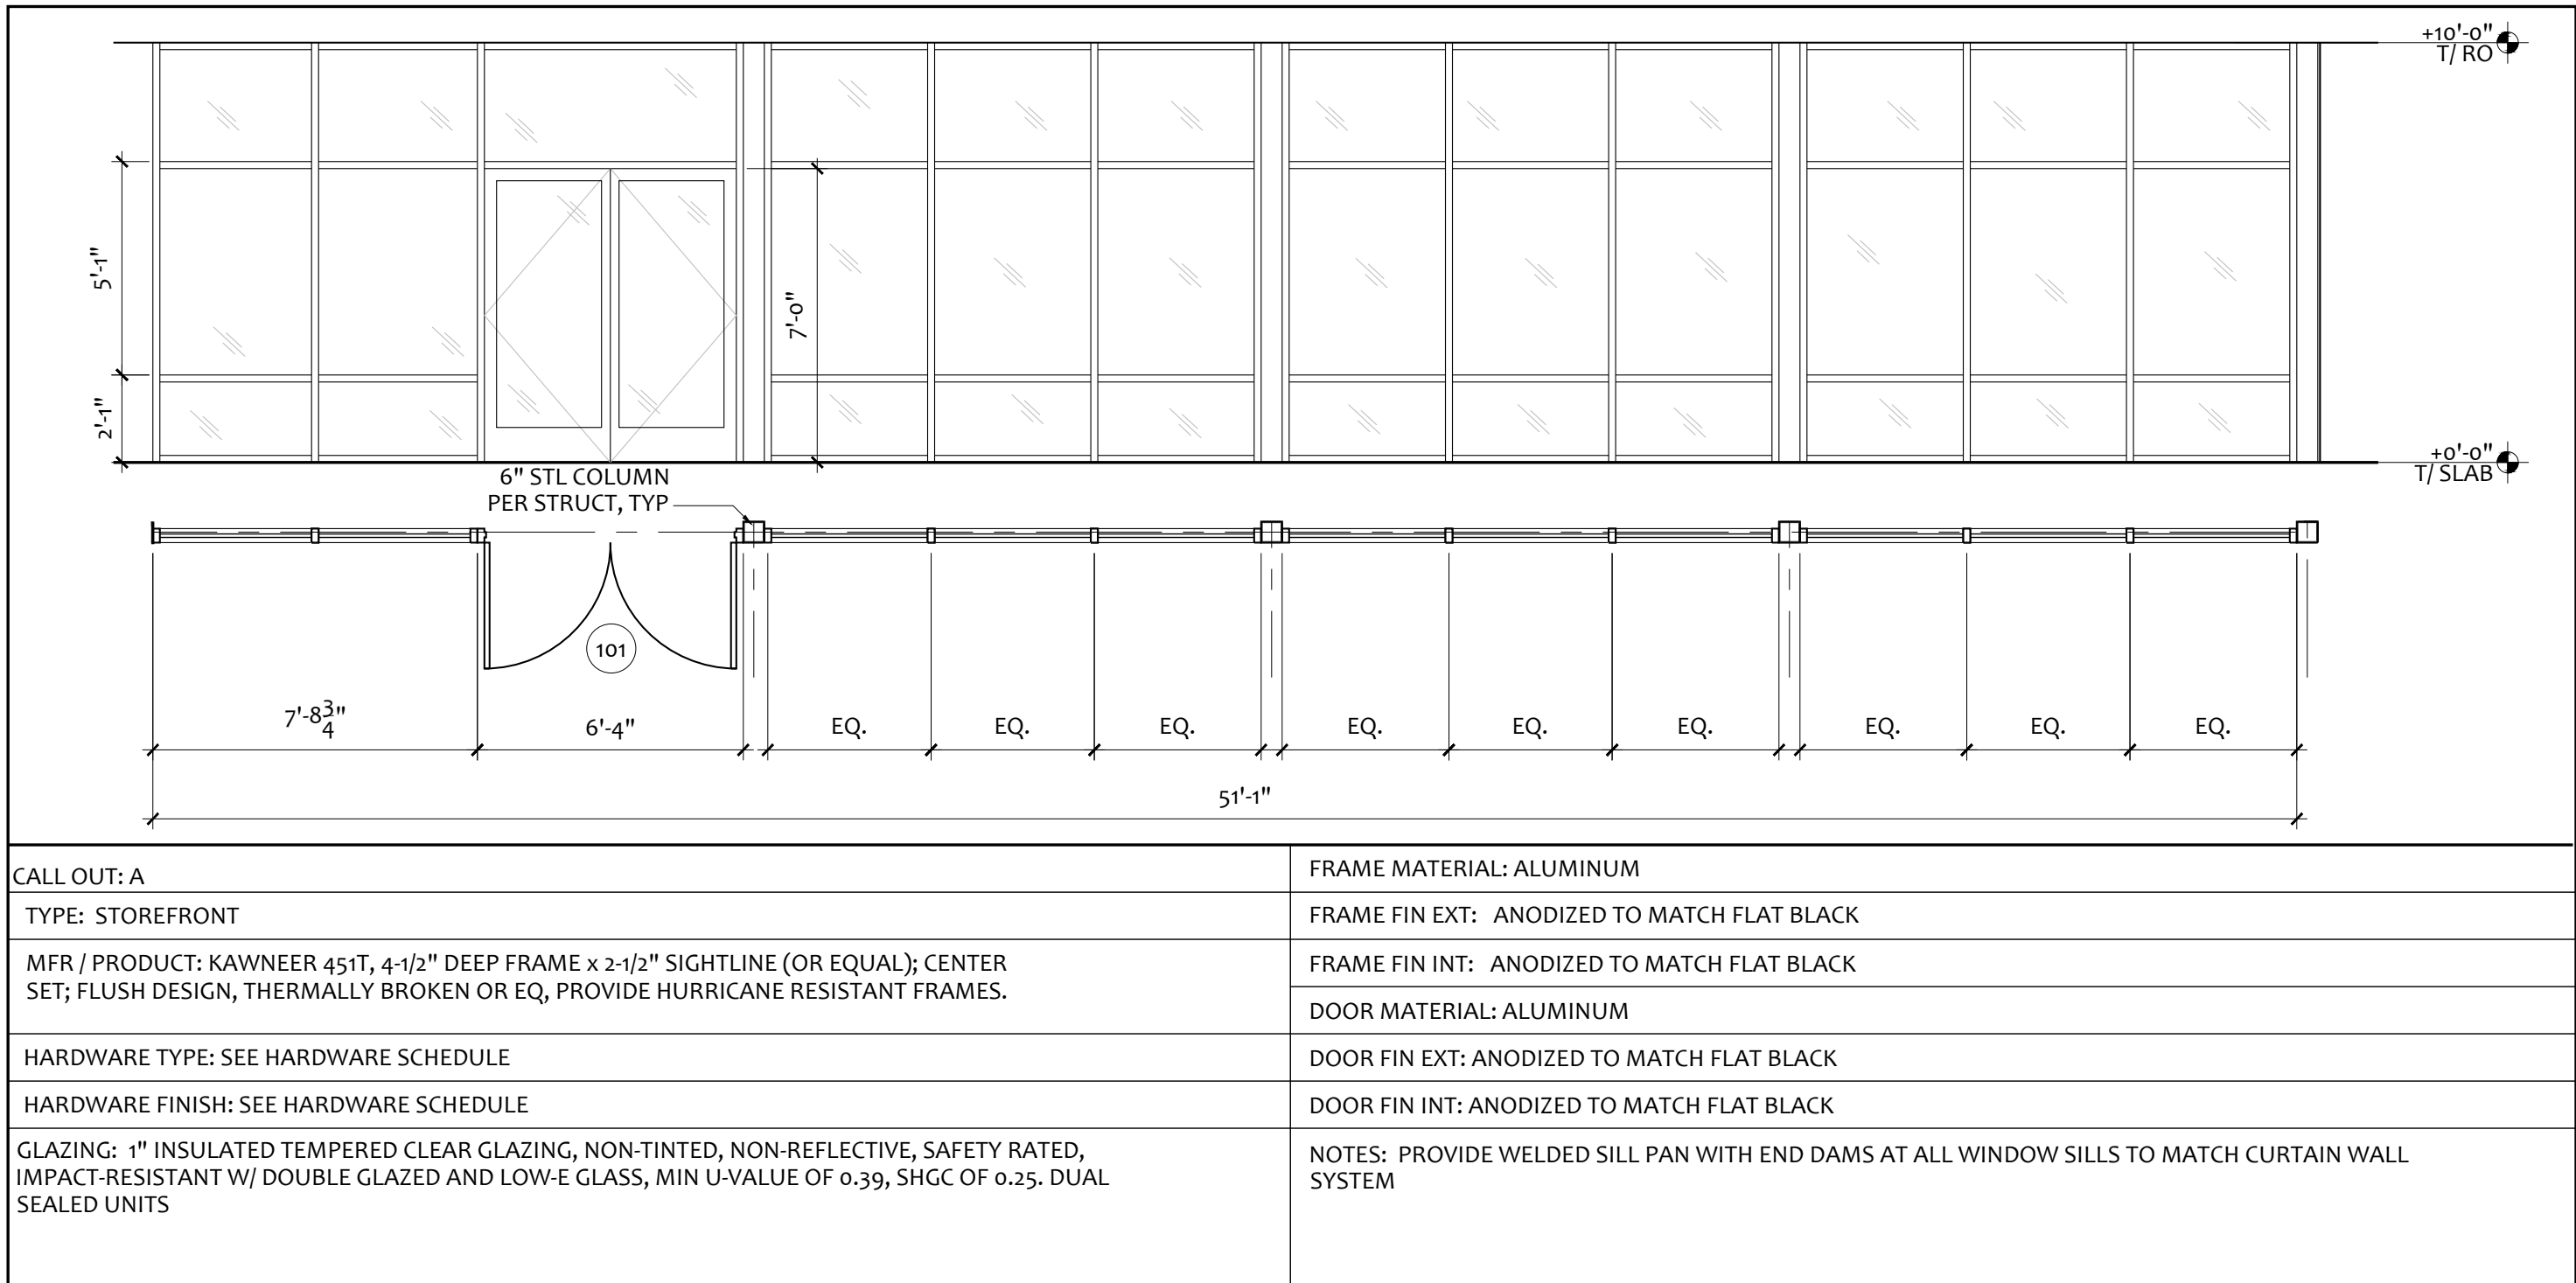 +10'-0"
T/ RO
5'-1"
7'-0"
2'-1"
+0'-0"
T/ SLAB
6" STL COLUMN
PER STRUCT, TYP
101
7'-8 3/4"
6'-4"
EQ.
EQ.
EQ.
EQ.
EQ.
EQ.
EQ.
EQ.
EQ.
51'-1"
CALL OUT: A
TYPE: STOREFRONT
MFR / PRODUCT: KAWNEER 451T, 4-1/2" DEEP FRAME x 2-1/2" SIGHTLINE (OR EQUAL); CENTER
SET; FLUSH DESIGN, THERMALLY BROKEN OR EQ, PROVIDE HURRICANE RESISTANT FRAMES.
HARDWARE TYPE: SEE HARDWARE SCHEDULE
HARDWARE FINISH: SEE HARDWARE SCHEDULE
GLAZING: 1" INSULATED TEMPERED CLEAR GLAZING, NON-TINTED, NON-REFLECTIVE, SAFETY RATED,
IMPACT-RESISTANT W/ DOUBLE GLAZED AND LOW-E GLASS, MIN U-VALUE OF 0.39, SHGC OF 0.25. DUAL
SEALED UNITS
FRAME MATERIAL: ALUMINUM
FRAME FIN EXT: ANODIZED TO MATCH FLAT BLACK
FRAME FIN INT: ANODIZED TO MATCH FLAT BLACK
DOOR MATERIAL: ALUMINUM
DOOR FIN EXT: ANODIZED TO MATCH FLAT BLACK
DOOR FIN INT: ANODIZED TO MATCH FLAT BLACK
NOTES: PROVIDE WELDED SILL PAN WITH END DAMS AT ALL WINDOW SILLS TO MATCH CURTAIN WALL
SYSTEM